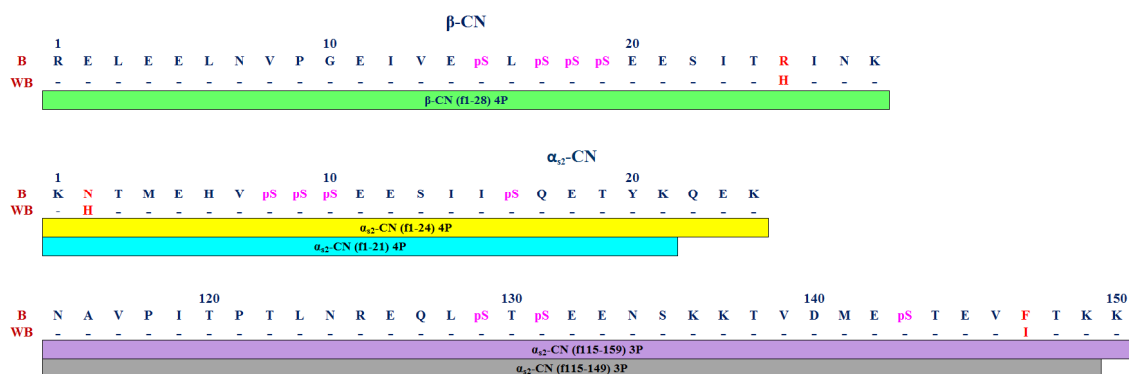 β-CN
1 10 20
B R E L E E L N V P G E I V E pS L pS pS pS E E S I T R I N K
WB – – – – – – – – – – – – – – – – – – – – – – – – H – – –
β-CN (f1-28) 4P
αs2-CN
1 10 20
B K N T M E H V pS pS pS E E S I I pS Q E T Y K Q E K
WB - H – – – – – – – – – – – – – – – – – – – – – –
αs2-CN (f1-24) 4P
αs2-CN (f1-21) 4P
120 130 140 150
B N A V P I T P T L N R E Q L pS T pS E E N S K K T V D M E pS T E V F T K K
WB – – – – – – – – – – – – – – – – – – – – – – – – – – – – – – – – I – – –
αs2-CN (f115-159) 3P
αs2-CN (f115-149) 3P